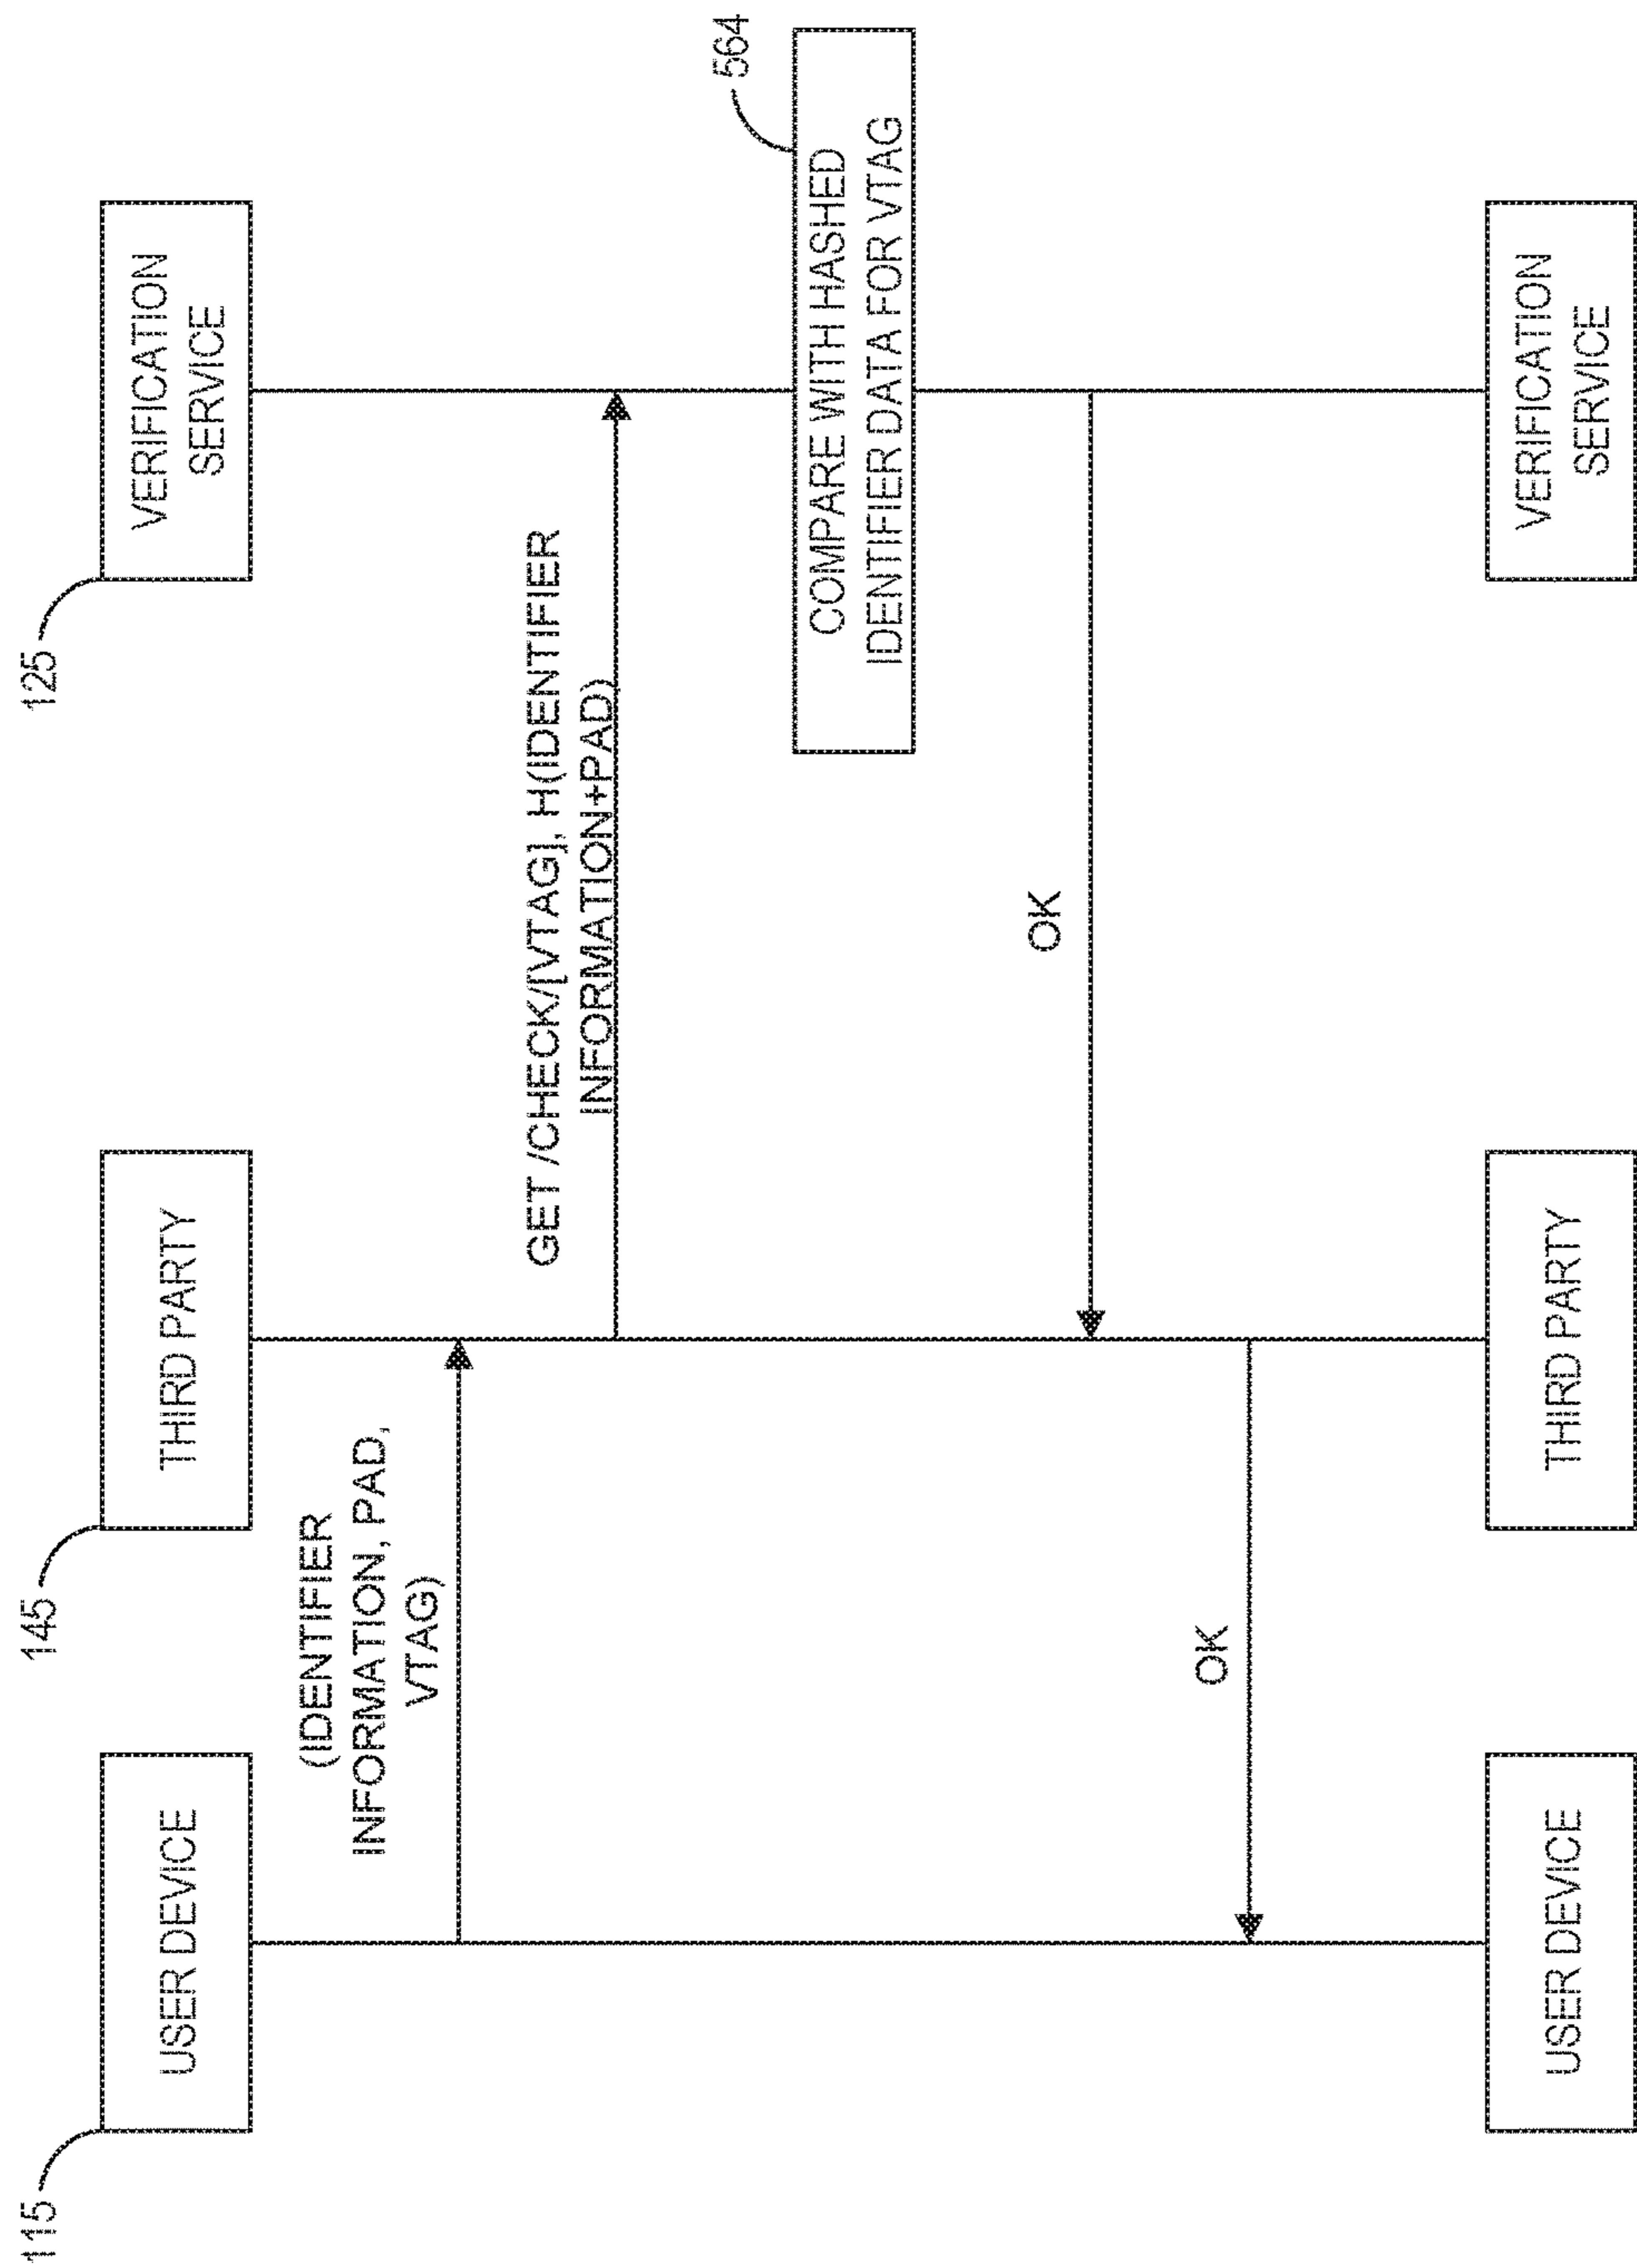 115
USER DEVICE
145
THIRD PARTY
125
VERIFICATION
SERVICE
(IDENTIFIER
INFORMATION, PAD,
VTAG)
GET /CHECK/[VTAG], H(IDENTIFIER
INFORMATION+PAD)
564
COMPARE WITH HASHED
IDENTIFIER DATA FOR VTAG
OK
OK
USER DEVICE
THIRD PARTY
VERIFICATION
SERVICE